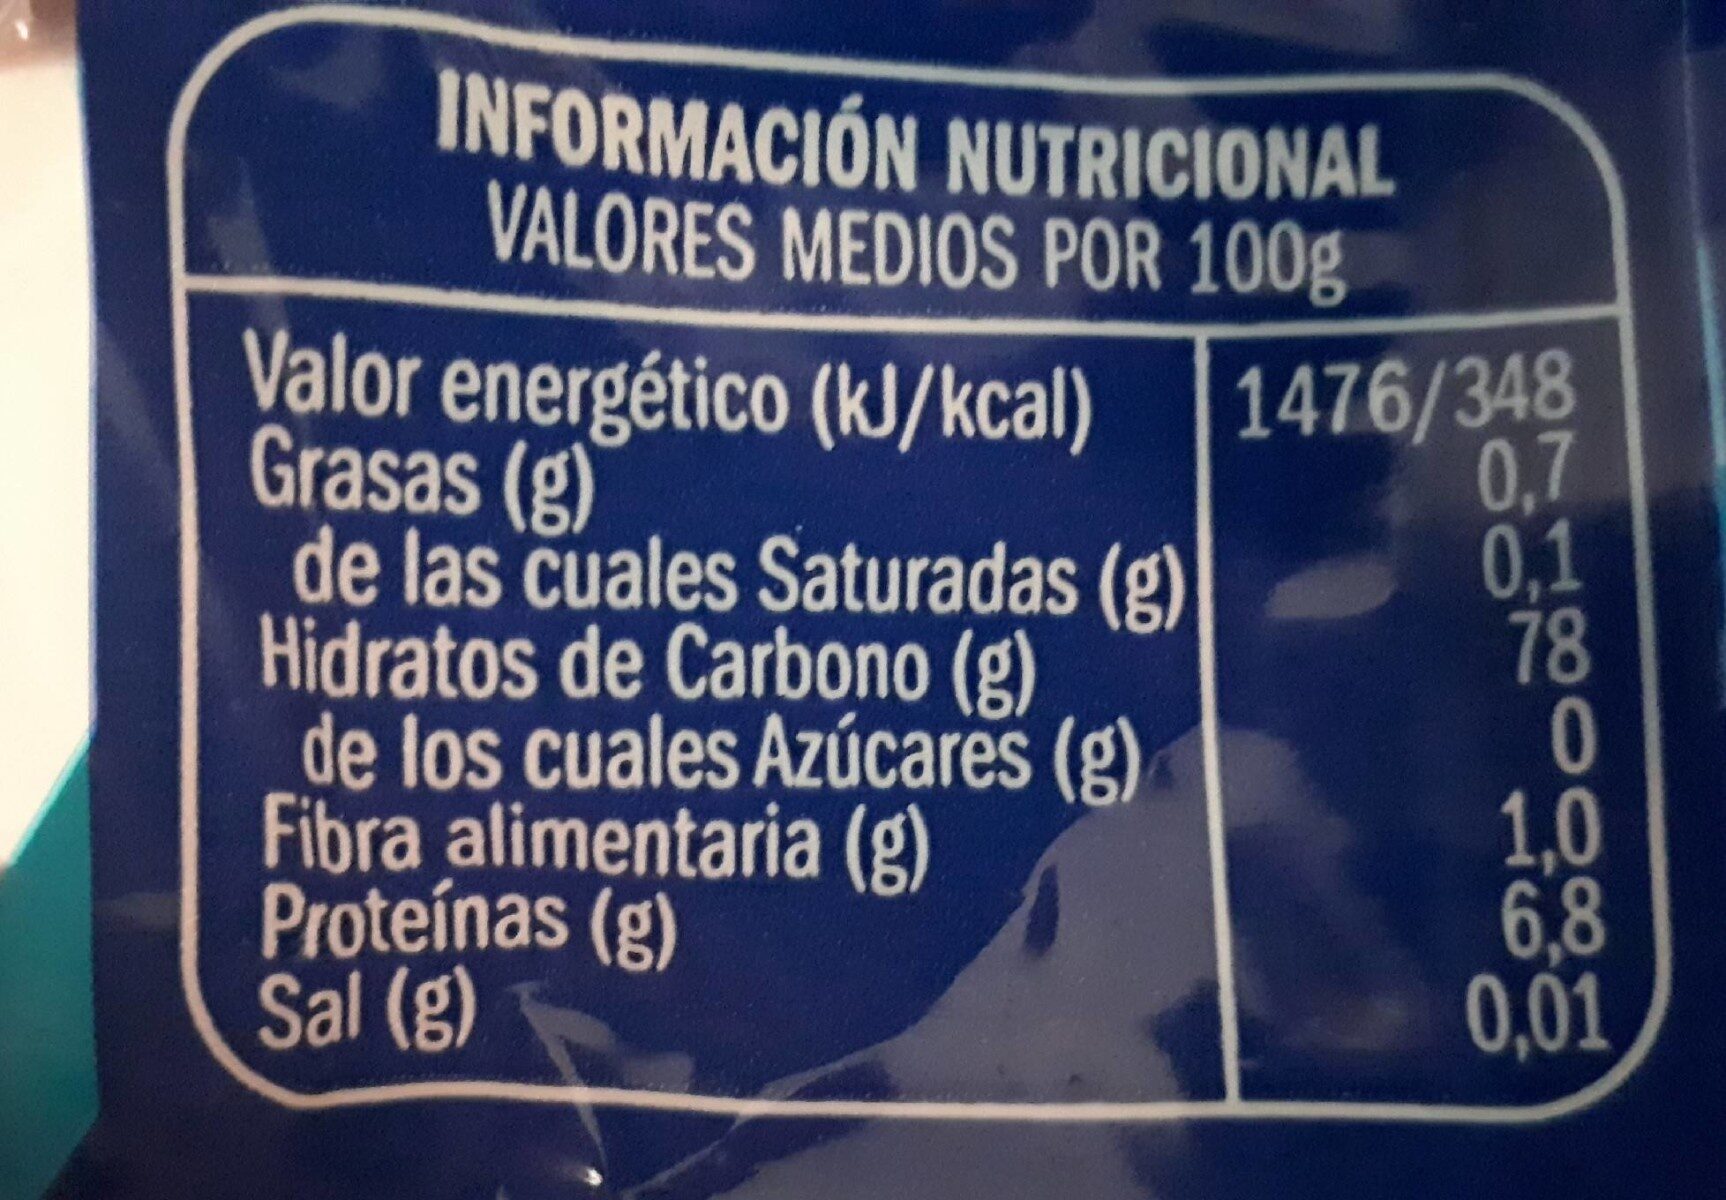 INFORMACIÓN NUTRICIONAL
VALORES MEDIOS POR 100g
Valor energético (kJ/kcal) 1476/348
Grasas (g) 0,7
de las cuales Saturadas (g) 0,1
Hidratos de Carbono (g) 78
de los cuales Azúcares (g) 0
Fibra alimentaria (g) 1,0
Proteínas (g) 6,8
Sal (g) 0,01